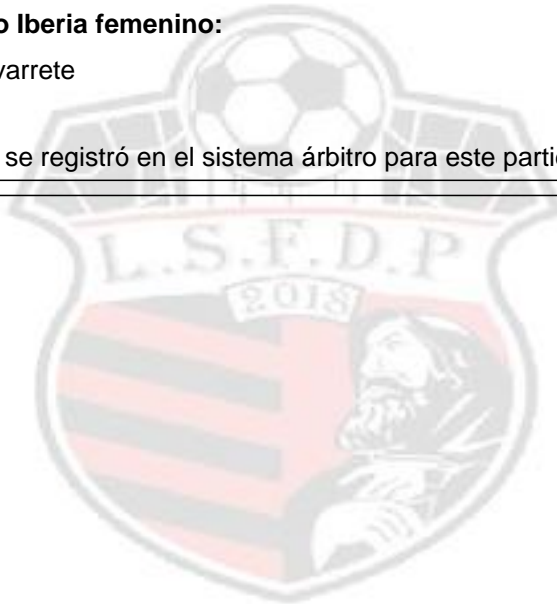 o Iberia femenino:
varrete
se registró en el sistema árbitro para este parti
L.S.F.D.P
2018